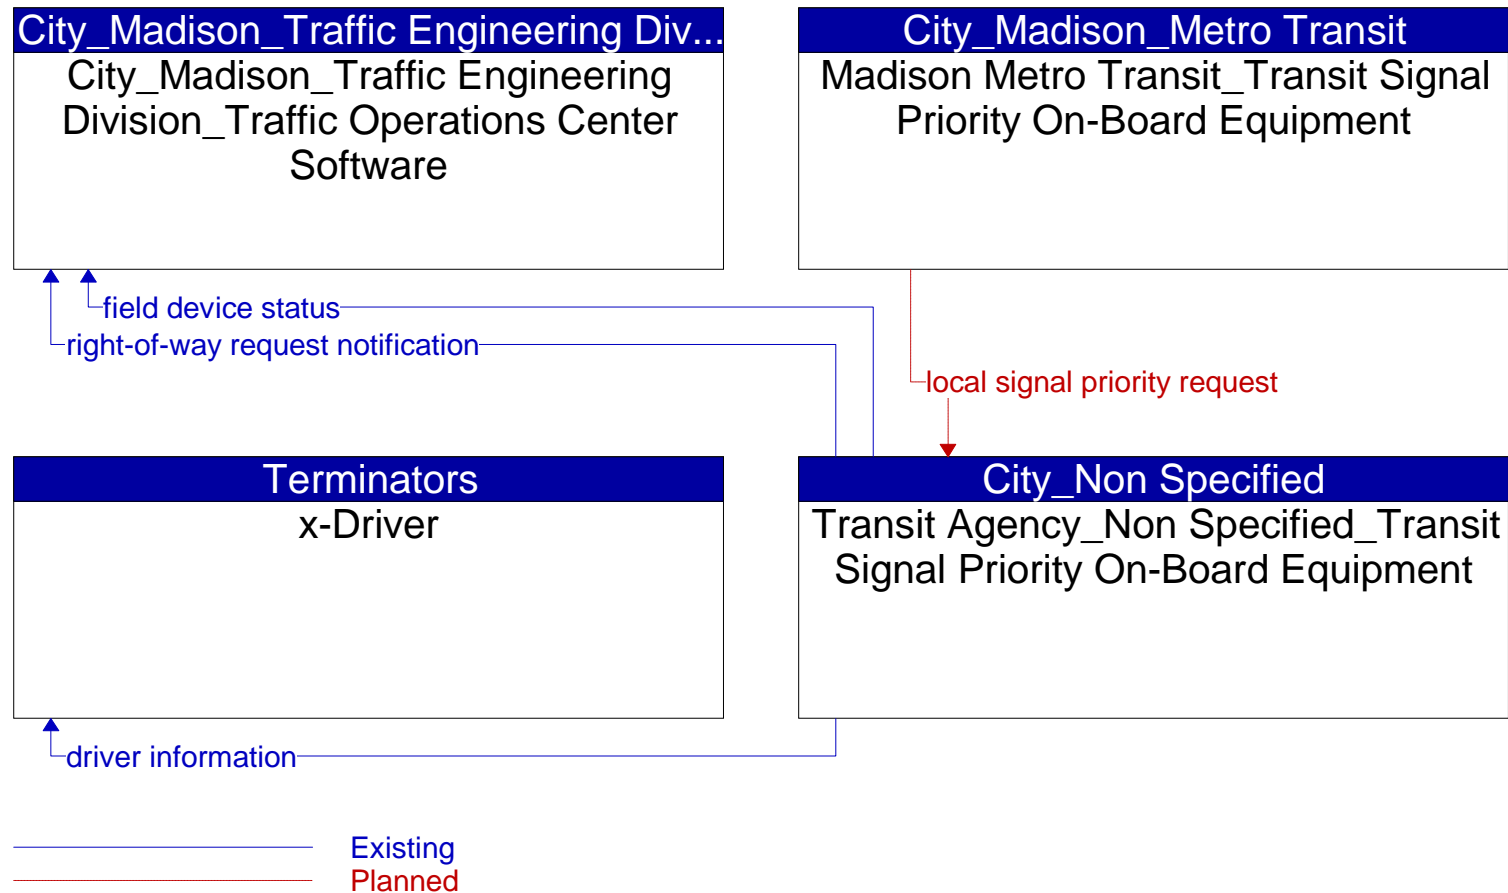 City_Madison_Traffic Engineering Div...
City_Madison_Traffic Engineering
Division_Traffic Operations Center
Software
City_Madison_Metro Transit
Madison Metro Transit_Transit Signal
Priority On-Board Equipment
field device status
right-of-way request notification
local signal priority request
Terminators
x-Driver
City_Non Specified
Transit Agency_Non Specified_Transit
Signal Priority On-Board Equipment
driver information
Existing
Planned